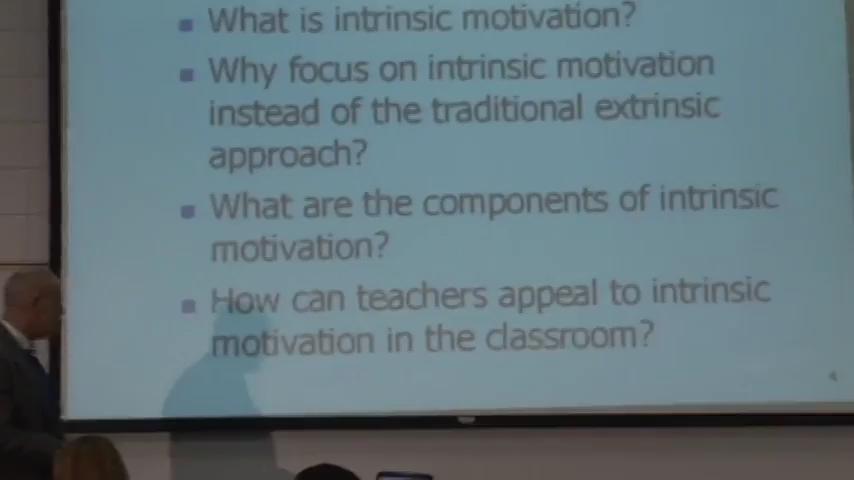 What is intrinsic motivation?
Why focus on intrinsic motivation
instead of the traditional extrinsic
approach?
What are the components of intrinsic
motivation?
How can teachers appeal to intrinsic
motivation in the classroom?
4